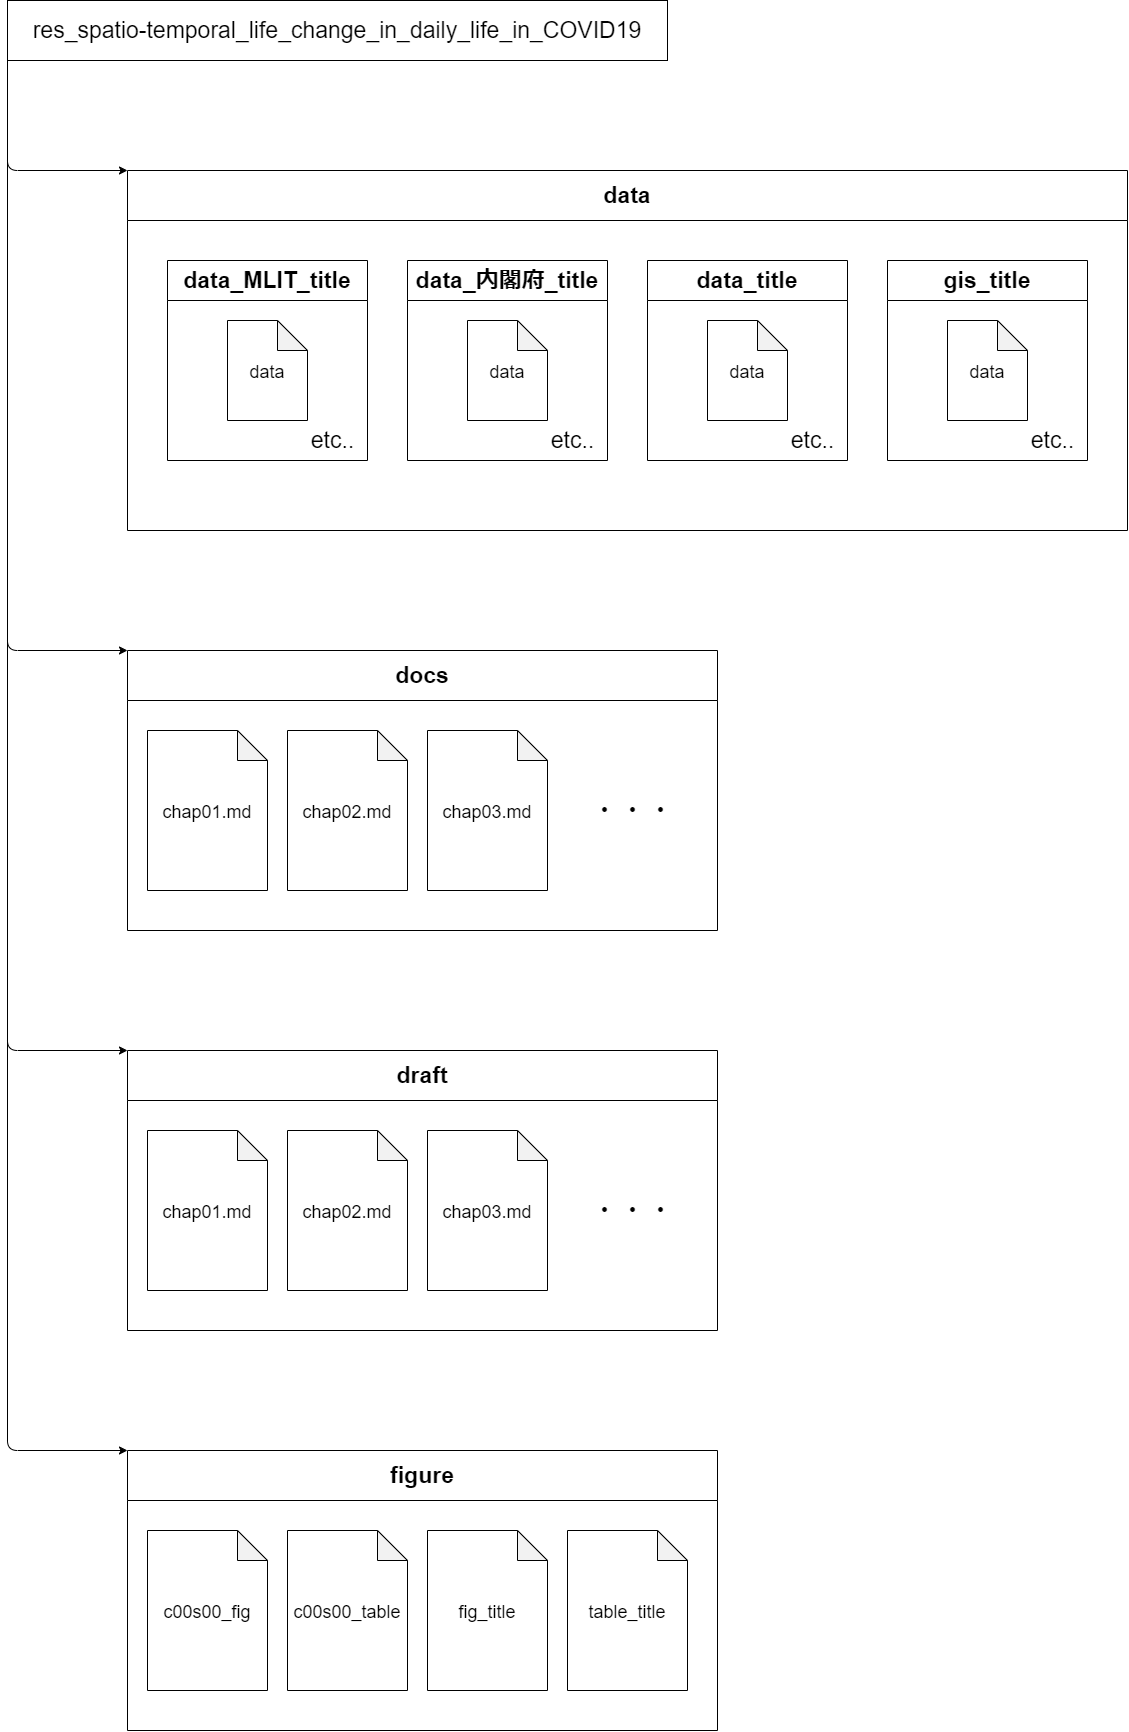 res_spatio-temporal_life_change_in_daily_life_in_COVID19
data
data_MLIT_title
data_内閣府_title
data_title
gis_title
data
data
data
data
etc..
etc..
etc..
etc..
docs
chap01.md
chap02.md
chap03.md
・・・
draft
chap01.md
chap02.md
chap03.md
・・・
figure
c00s00_fig
c00s00_table
fig_title
table_title